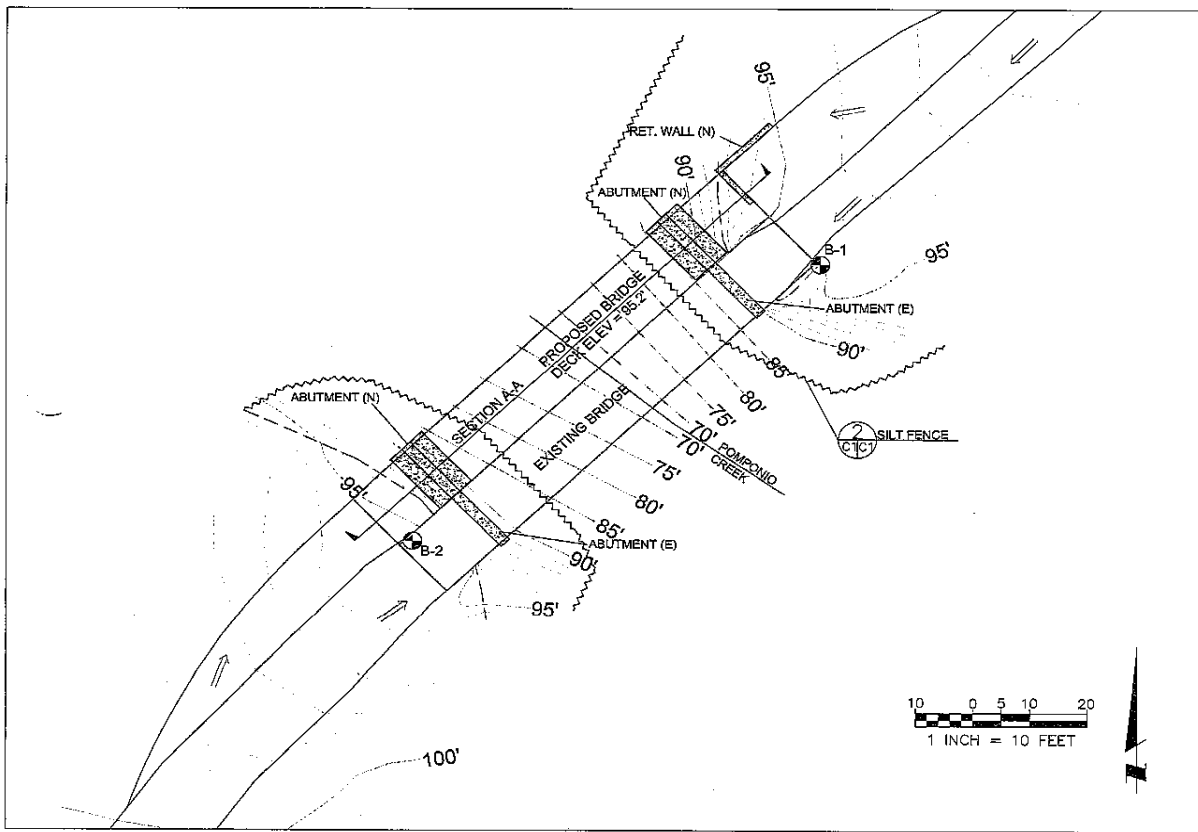 95'
RET. WALL (N)
90'
ABUTMENT (N)
B-1
95'
PROPOSED BRIDGE
DECK ELEV = 95.2'
ABUTMENT (E)
90'
85'
80'
75'
70'
POMPONIO
CREEK
2
C1 C1
SILT FENCE
ABUTMENT (N)
SECTION A-A
EXISTING BRIDGE
70'
75'
80'
85'
95'
B-2
ABUTMENT (E)
90'
95'
100'
10 0 5 10 20
1 INCH = 10 FEET